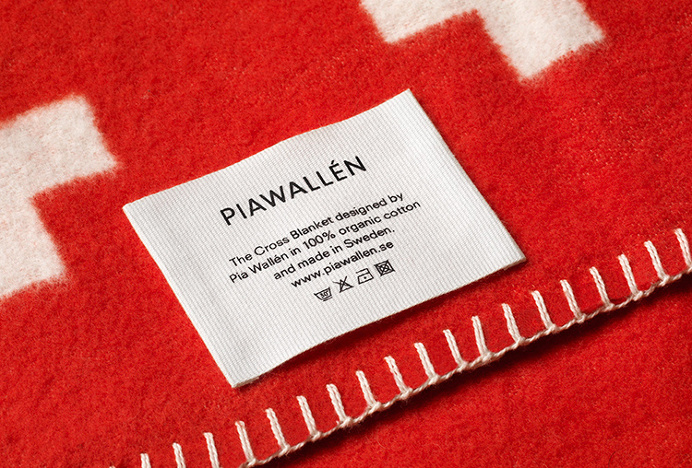 PIAWALLÉN
The Cross Blanket designed by
Pia Wallén in 100% organic cotton
and made in Sweden.
www.piawallen.se